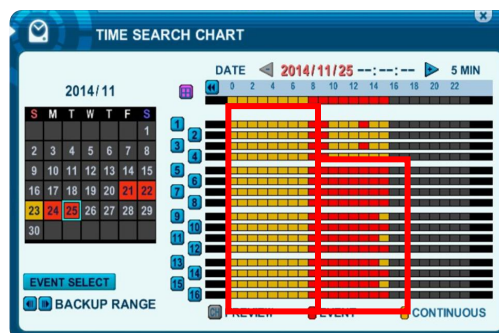 TIME SEARCH CHART
DATE 2014/11/25 --:--:-- 5 MIN
2014/11
0 2 4 6 8 10 12 14 16 18 20 22
S M T W T F S
1
2 3 4 5 6 7 8
9 10 11 12 13 14 15
16 17 18 19 20 21 22
23 24 25 26 27 28 29
30
1
2
3
4
5
6
7
8
9
10
11
12
13
14
15
16
EVENT SELECT
BACKUP RANGE
PREVIEW EVENT CONTINUOUS